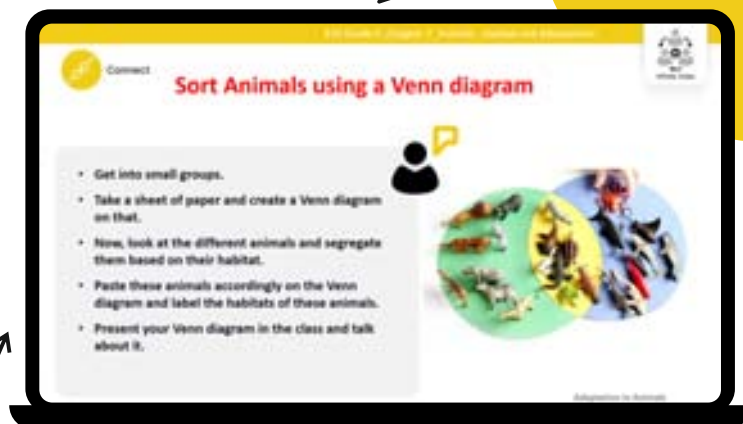 Connect
Sort Animals using a Venn diagram
• Get into small groups.
• Take a sheet of paper and create a Venn diagram
on that.
• Now, look at the different animals and segregate
them based on their habitat.
• Paste these animals accordingly on the Venn
diagram and label the habitats of these animals.
• Present your Venn diagram in the class and talk
about it.
Adaptation in Animals